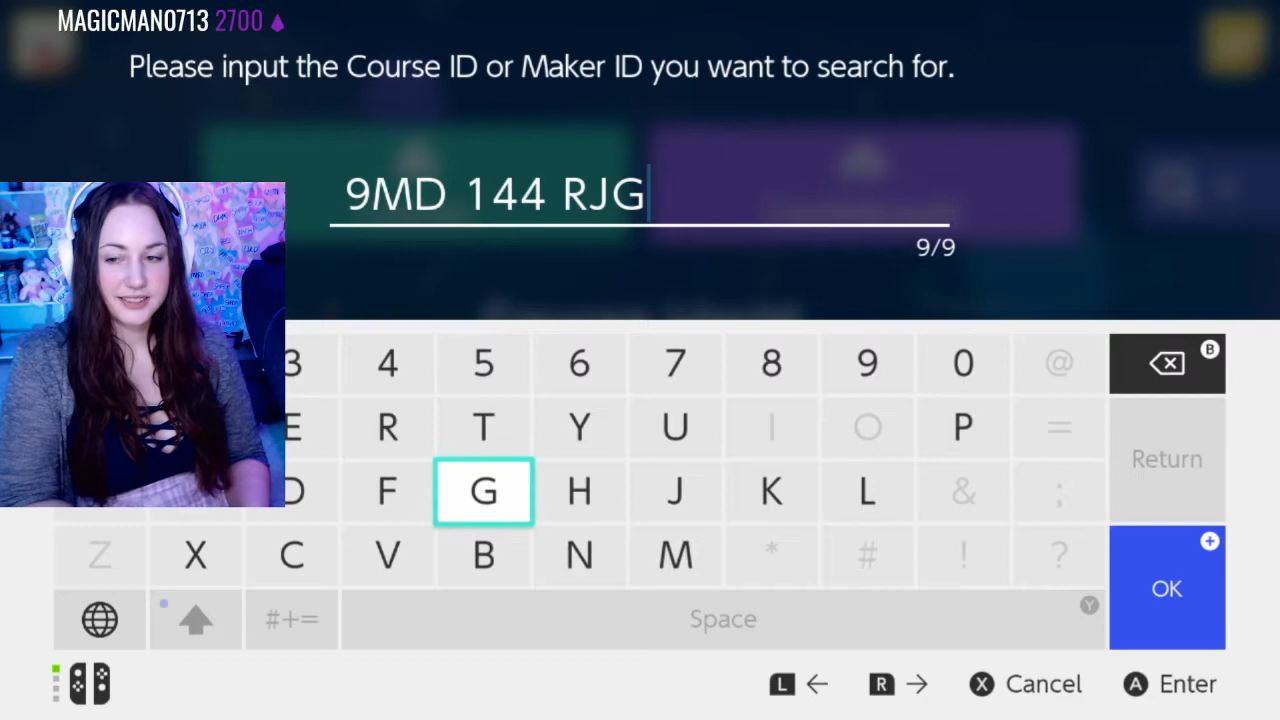 MAGICMAN0713 2700
Please input the Course ID or Maker ID you want to search for.
9MD 144 RJG
9/9
3 4 5 6 7 8 9 0 @ B
E R T Y U I O P =
Return
D F G H J K L & ;
Z X C V B N M * # ! ? +
OK
#+= Space Y
L ← R → X Cancel A Enter